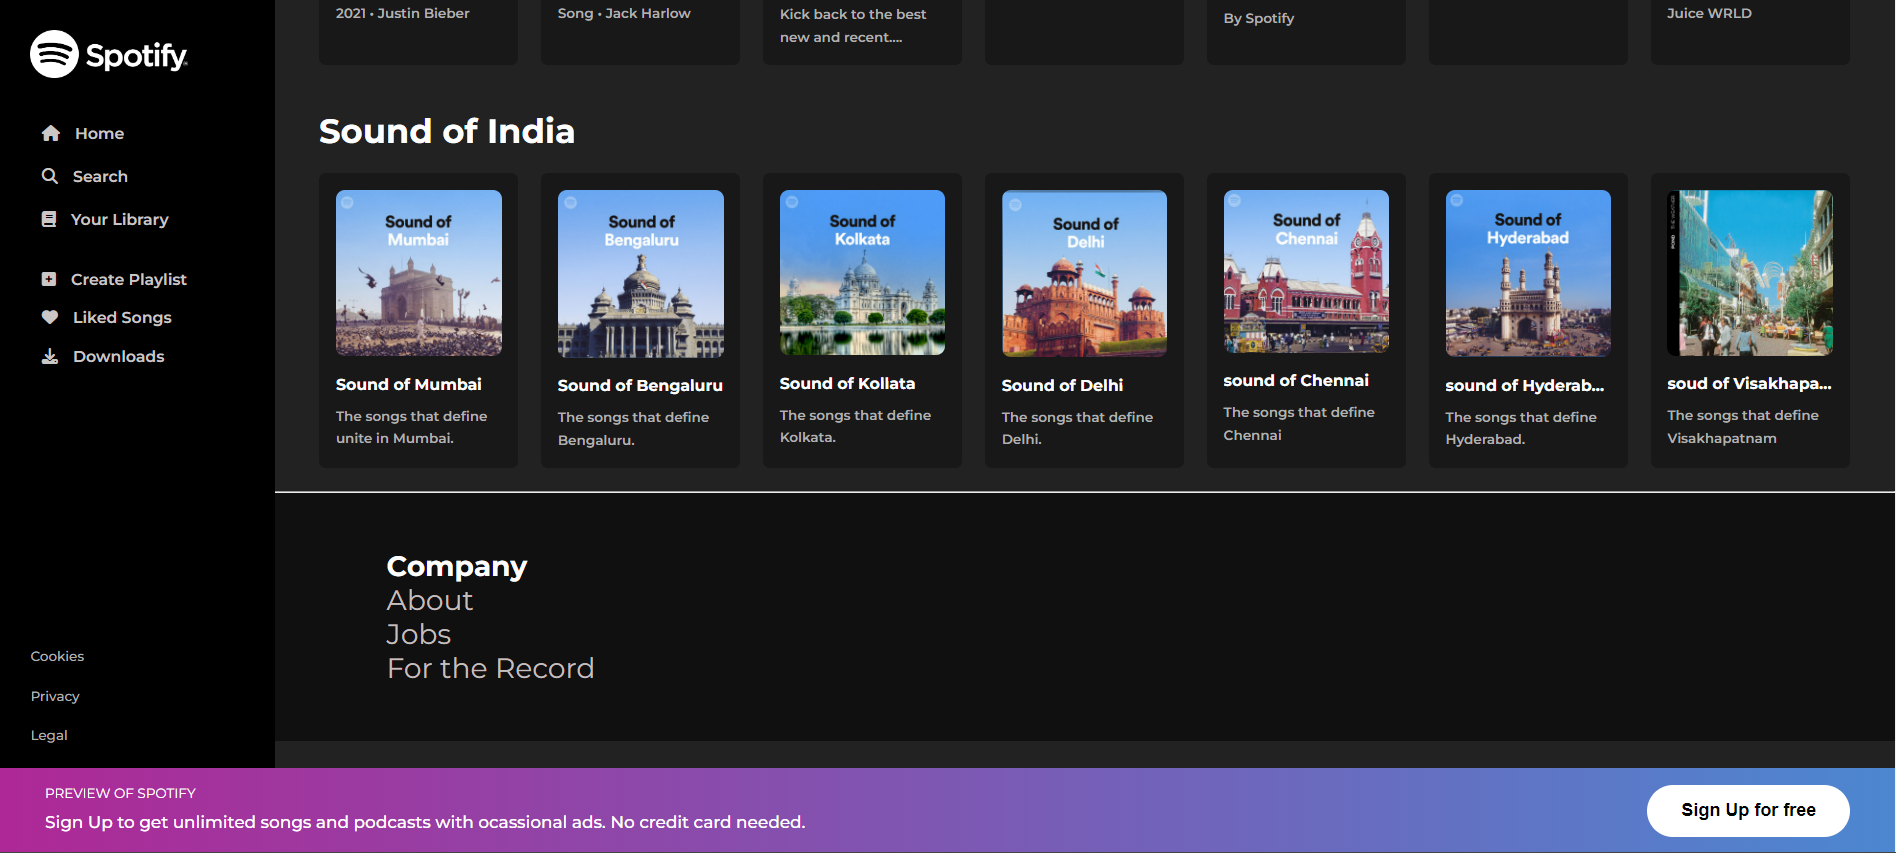 Spotify
Home
Search
Your Library
Create Playlist
Liked Songs
Downloads
Cookies
Privacy
Legal
2021 • Justin Bieber
Song • Jack Harlow
Kick back to the best
new and recent....
By Spotify
Juice WRLD
Sound of India
Sound of
Mumbai
Sound of Mumbai
The songs that define
unite in Mumbai.
Sound of
Bengaluru
Sound of Bengaluru
The songs that define
Bengaluru.
Sound of
Kolkata
Sound of Kollata
The songs that define
Kolkata.
Sound of
Delhi
Sound of Delhi
The songs that define
Delhi.
Sound of
Chennai
sound of Chennai
The songs that define
Chennai
Sound of
Hyderabad
sound of Hyderab...
The songs that define
Hyderabad.
POND THE WEATHER
soud of Visakhapa...
The songs that define
Visakhapatnam
Company
About
Jobs
For the Record
PREVIEW OF SPOTIFY
Sign Up to get unlimited songs and podcasts with ocassional ads. No credit card needed.
Sign Up for free